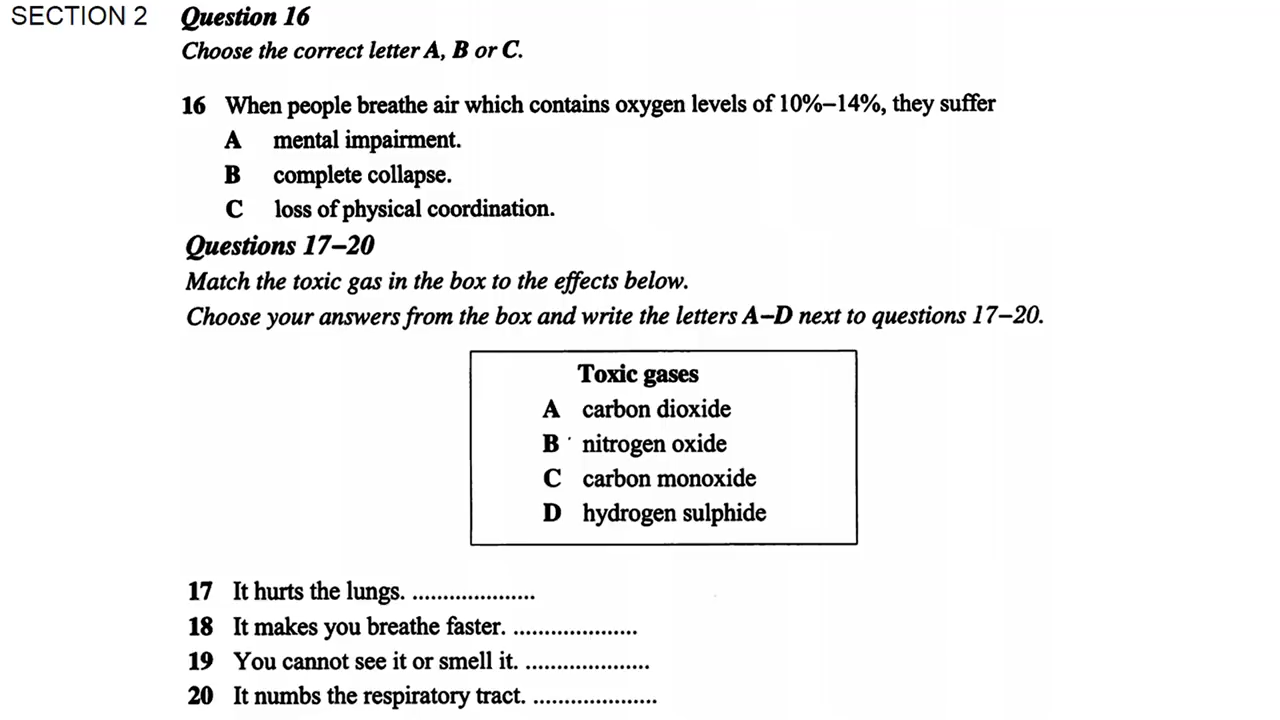 SECTION 2
Question 16
Choose the correct letter A, B or C.
16 When people breathe air which contains oxygen levels of 10%–14%, they suffer
A mental impairment.
B complete collapse.
C loss of physical coordination.
Questions 17–20
Match the toxic gas in the box to the effects below.
Choose your answers from the box and write the letters A–D next to questions 17–20.
Toxic gases
A carbon dioxide
B nitrogen oxide
C carbon monoxide
D hydrogen sulphide
17 It hurts the lungs. ....................
18 It makes you breathe faster. ....................
19 You cannot see it or smell it. ....................
20 It numbs the respiratory tract. ....................